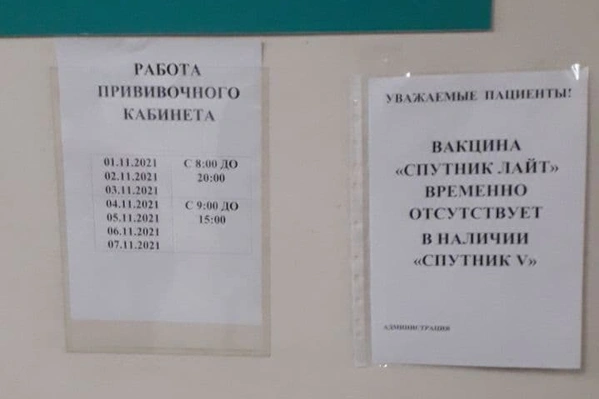 РАБОТА
ПРИВИВОЧНОГО
КАБИНЕТА
01.11.2021 С 8:00 ДО
02.11.2021 20:00
03.11.2021
04.11.2021 С 9:00 ДО
05.11.2021 15:00
06.11.2021
07.11.2021
УВАЖАЕМЫЕ ПАЦИЕНТЫ!
ВАКЦИНА
«СПУТНИК ЛАЙТ»
ВРЕМЕННО
ОТСУТСТВУЕТ
В НАЛИЧИИ
«СПУТНИК V»
АДМИНИСТРАЦИЯ